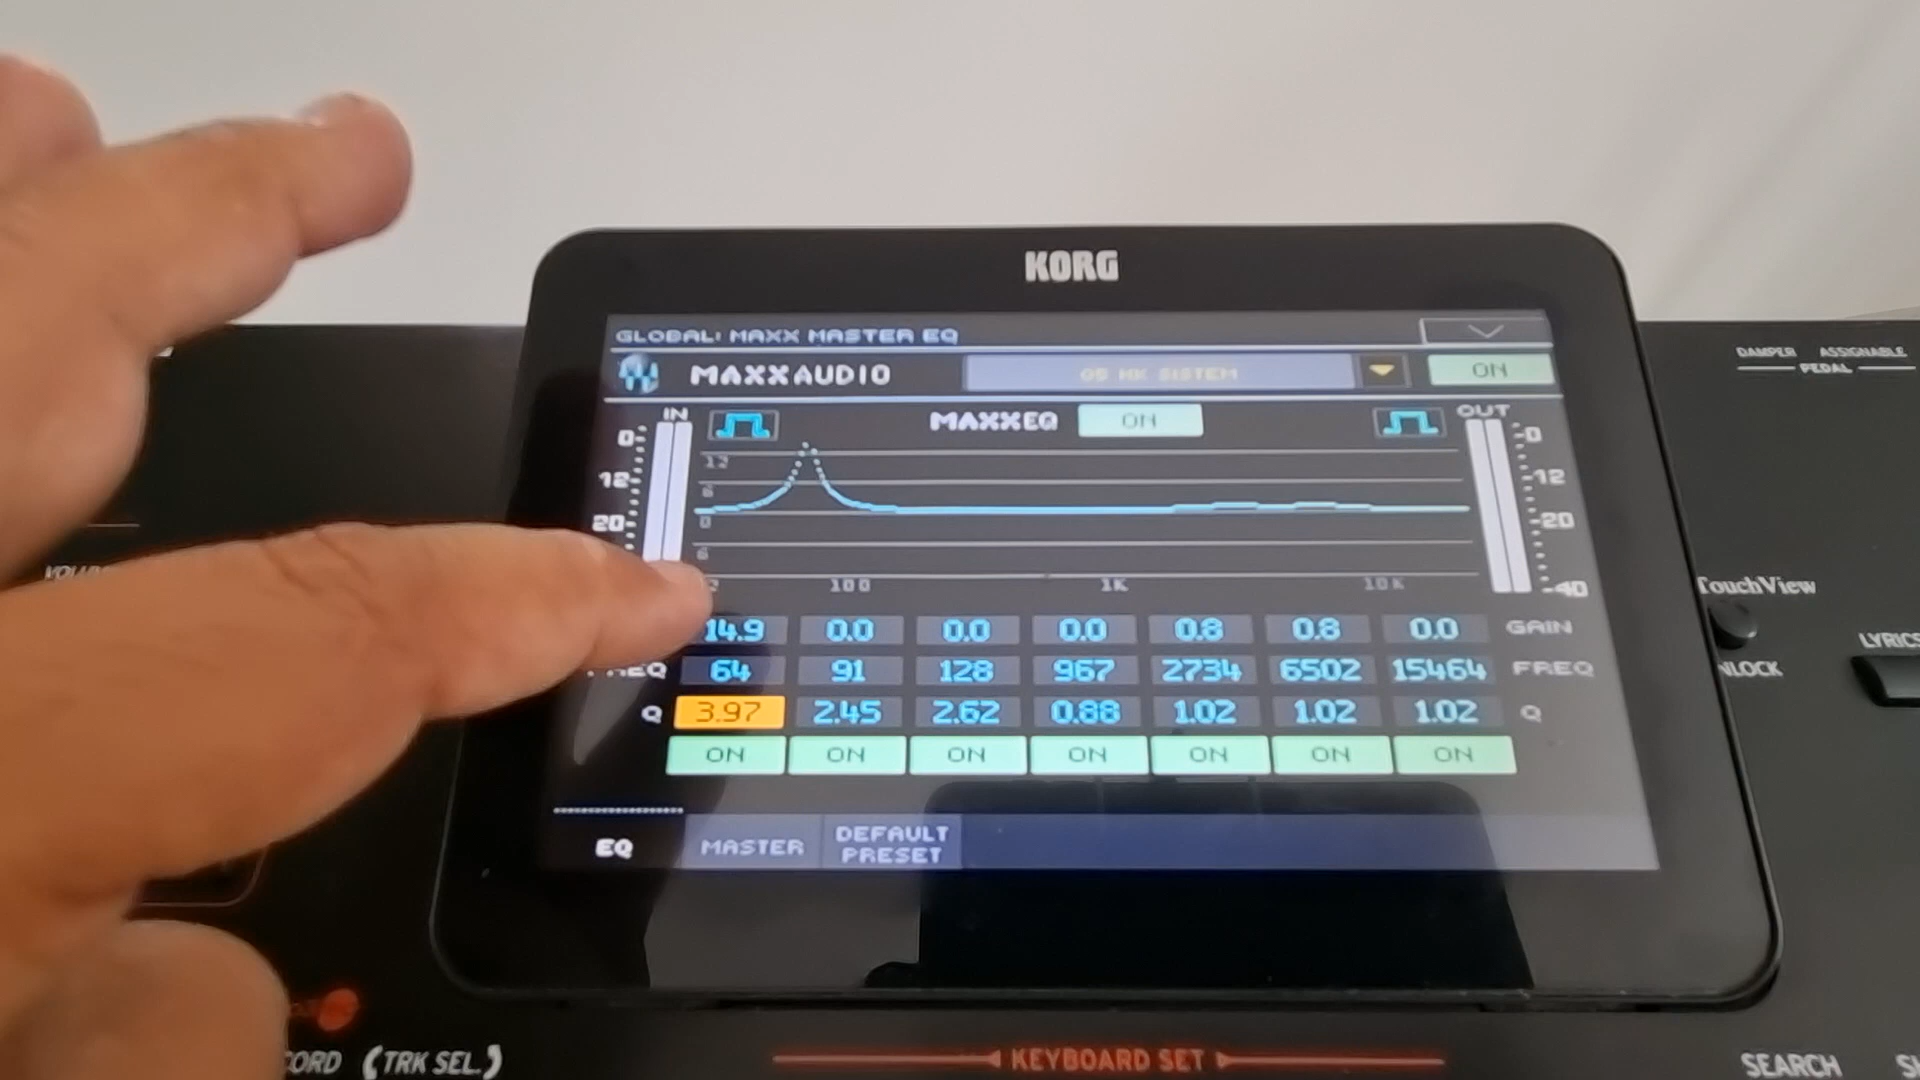 KORG
GLOBAL: MAXX MASTER EQ
MAXXAUDIO
05 MX SISTEM
ON
IN
MAXXEQ
ON
OUT
0
12
20
12
6
0
6
100
1K
10K
-0
-12
-20
-40
14.9 0.0 0.0 0.0 0.8 0.8 0.0 GAIN
64 91 128 967 2734 6502 15464 FREQ
Q 3.97 2.45 2.62 0.88 1.02 1.02 1.02 Q
ON ON ON ON ON ON ON
EQ
MASTER
DEFAULT
PRESET
DAMPER ASSIGNABLE
PEDAL
TouchView
LYRICS
(TRK SEL.)
KEYBOARD SET
SEARCH